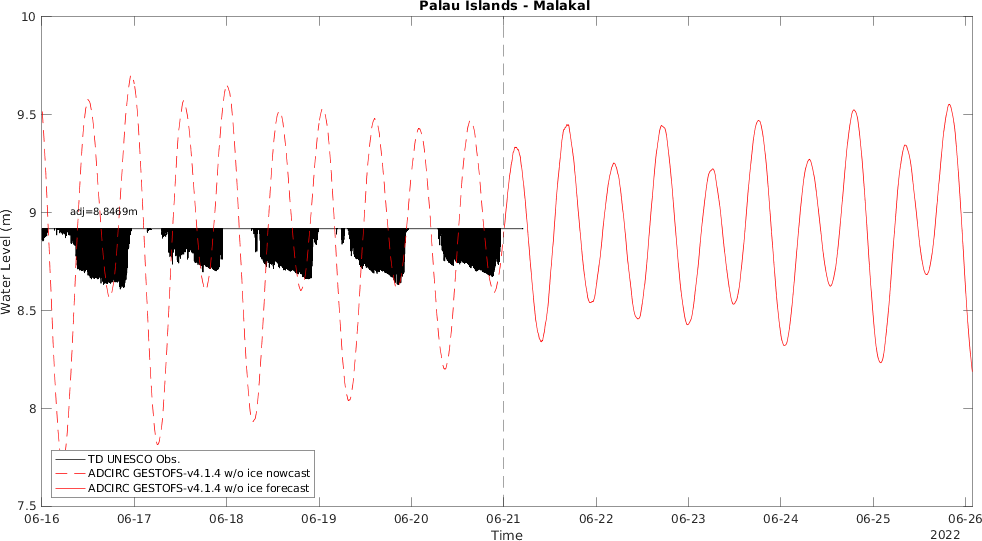 Palau Islands - Malakal
10
9.5
9
8.5
8
7.5
Water Level (m)
adj=8.8469m
TD UNESCO Obs.
ADCIRC GESTOFS-v4.1.4 w/o ice nowcast
ADCIRC GESTOFS-v4.1.4 w/o ice forecast
06-16 06-17 06-18 06-19 06-20 06-21 06-22 06-23 06-24 06-25 06-26
Time
2022